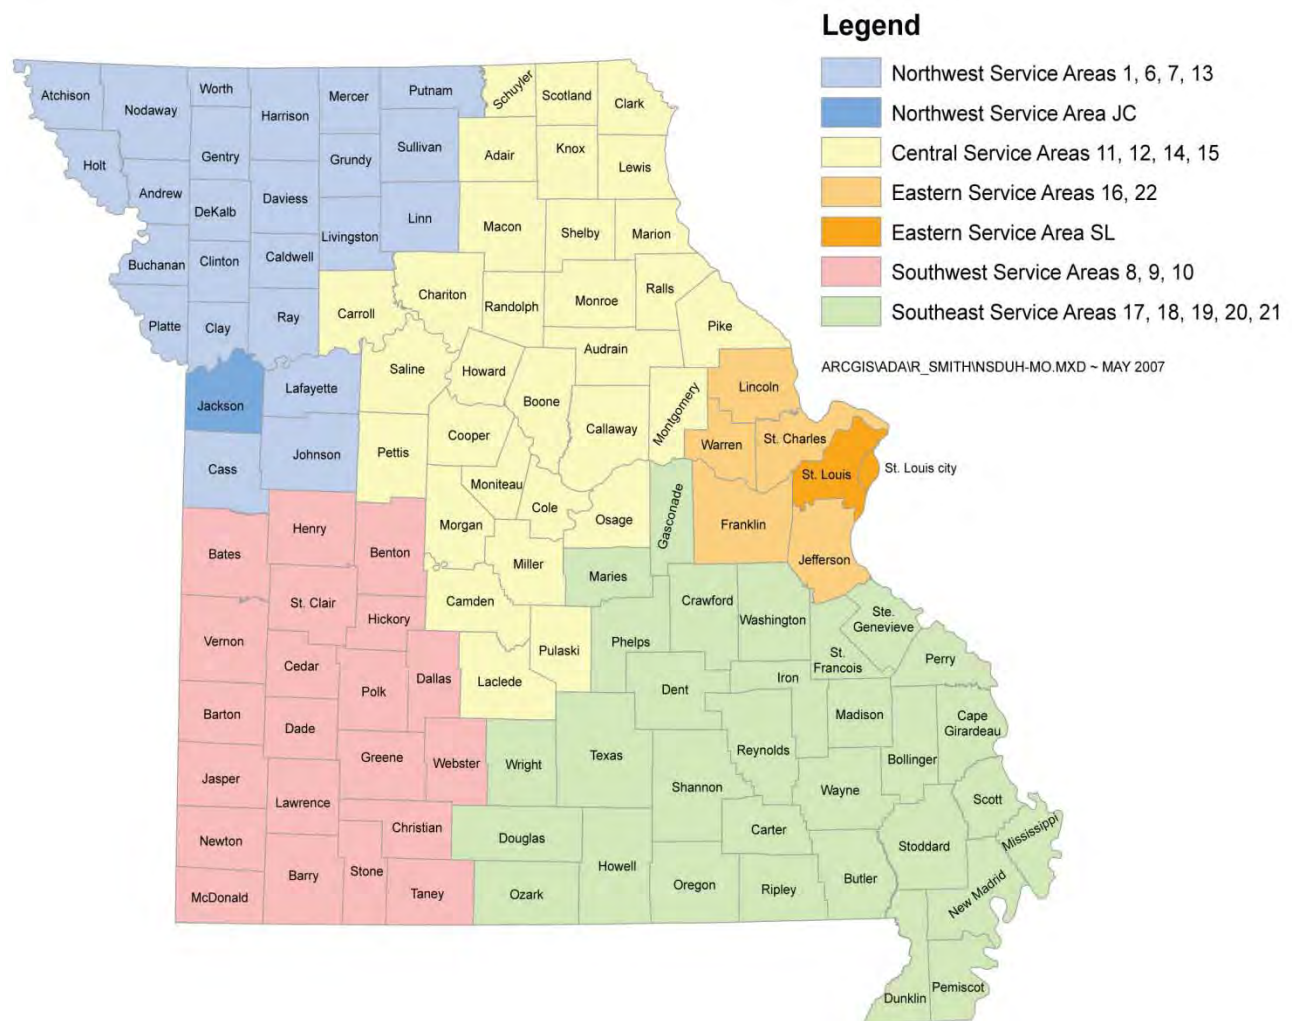 Legend
Northwest Service Areas 1, 6, 7, 13
Northwest Service Area JC
Central Service Areas 11, 12, 14, 15
Eastern Service Areas 16, 22
Eastern Service Area SL
Southwest Service Areas 8, 9, 10
Southeast Service Areas 17, 18, 19, 20, 21
ARCGIS\ADA\R_SMITH\NSDUH-MO.MXD ~ MAY 2007
Atchison
Nodaway
Worth
Harrison
Mercer
Putnam
Schuyler
Scotland
Clark
Holt
Andrew
Gentry
DeKalb
Daviess
Grundy
Sullivan
Adair
Knox
Lewis
Livingston
Linn
Macon
Shelby
Marion
Buchanan
Clinton
Caldwell
Chariton
Randolph
Monroe
Ralls
Platte
Clay
Ray
Carroll
Pike
Audrain
Jackson
Lafayette
Saline
Howard
Boone
Callaway
Montgomery
Lincoln
Warren
St. Charles
St. Louis
St. Louis city
Cass
Johnson
Pettis
Cooper
Moniteau
Cole
Osage
Gasconade
Franklin
Jefferson
Bates
Henry
Benton
Morgan
Miller
Maries
St. Clair
Hickory
Camden
Pulaski
Phelps
Crawford
Washington
Ste.
Genevieve
St.
Francois
Perry
Vernon
Cedar
Polk
Dallas
Laclede
Dent
Iron
Madison
Cape
Girardeau
Barton
Dade
Greene
Webster
Wright
Texas
Shannon
Reynolds
Wayne
Bollinger
Scott
Mississippi
Jasper
Lawrence
Christian
Douglas
Howell
Carter
Stoddard
Newton
McDonald
Barry
Stone
Taney
Ozark
Oregon
Ripley
Butler
New Madrid
Dunklin
Pemiscot